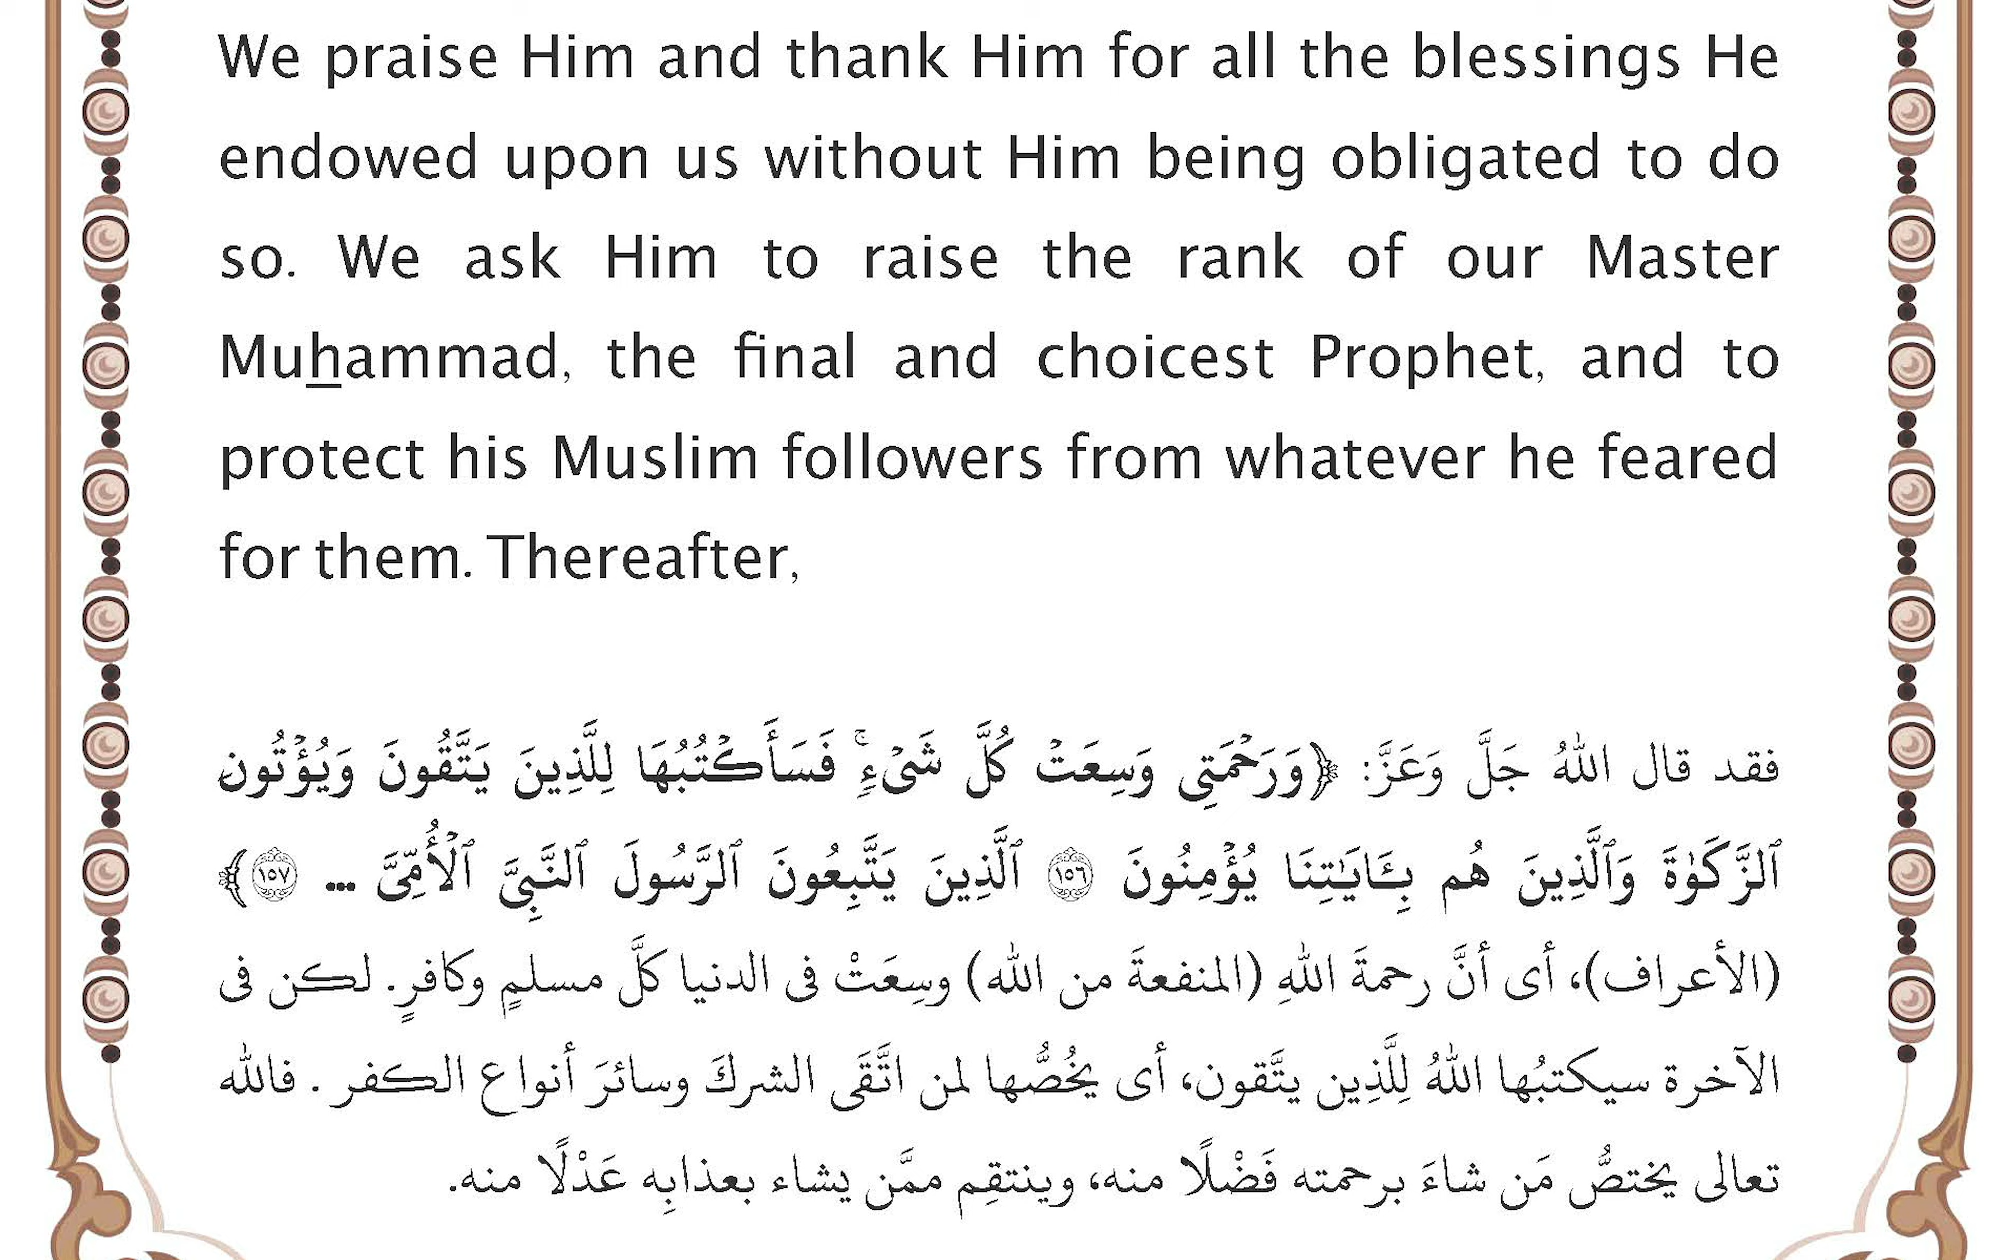 We praise Him and thank Him for all the blessings He
endowed upon us without Him being obligated to do
so. We ask Him to raise the rank of our Master
Muhammad, the final and choicest Prophet, and to
protect his Muslim followers from whatever he feared
for them. Thereafter,
فقد قال اللهُ جَلَّ وَعَزَّ: ﴿وَرَحْمَتِى وَسِعَتْ كُلَّ شَىْءٍۚ فَسَأَكْتُبُهَا لِلَّذِينَ يَتَّقُونَ وَيُؤْتُون
ٱلزَّكَوٰةَ وَٱلَّذِينَ هُم بِـَٔايَـٰتِنَا يُؤْمِنُونَ ١٥٦ ٱلَّذِينَ يَتَّبِعُونَ ٱلرَّسُولَ ٱلنَّبِىَّ ٱلْأُمِّىَّ ... ١٥٧﴾
(الأعراف)، أى أنَّ رحمةَ اللهِ (المنفعةَ من الله) وسِعَتْ فى الدنيا كلَّ مسلمٍ وكافرٍ. لكن فى
الآخرة سيكتبُها اللهُ لِلَّذِين يتَّقون، أى يخُصُّها لمن اتَّقَى الشركَ وسائرَ أنواع الكفر . فالله
تعالى يختصُّ مَن شاءَ برحمته فَضْلًا منه، وينتقِم ممَّن يشاء بعذابِه عَدْلًا منه.